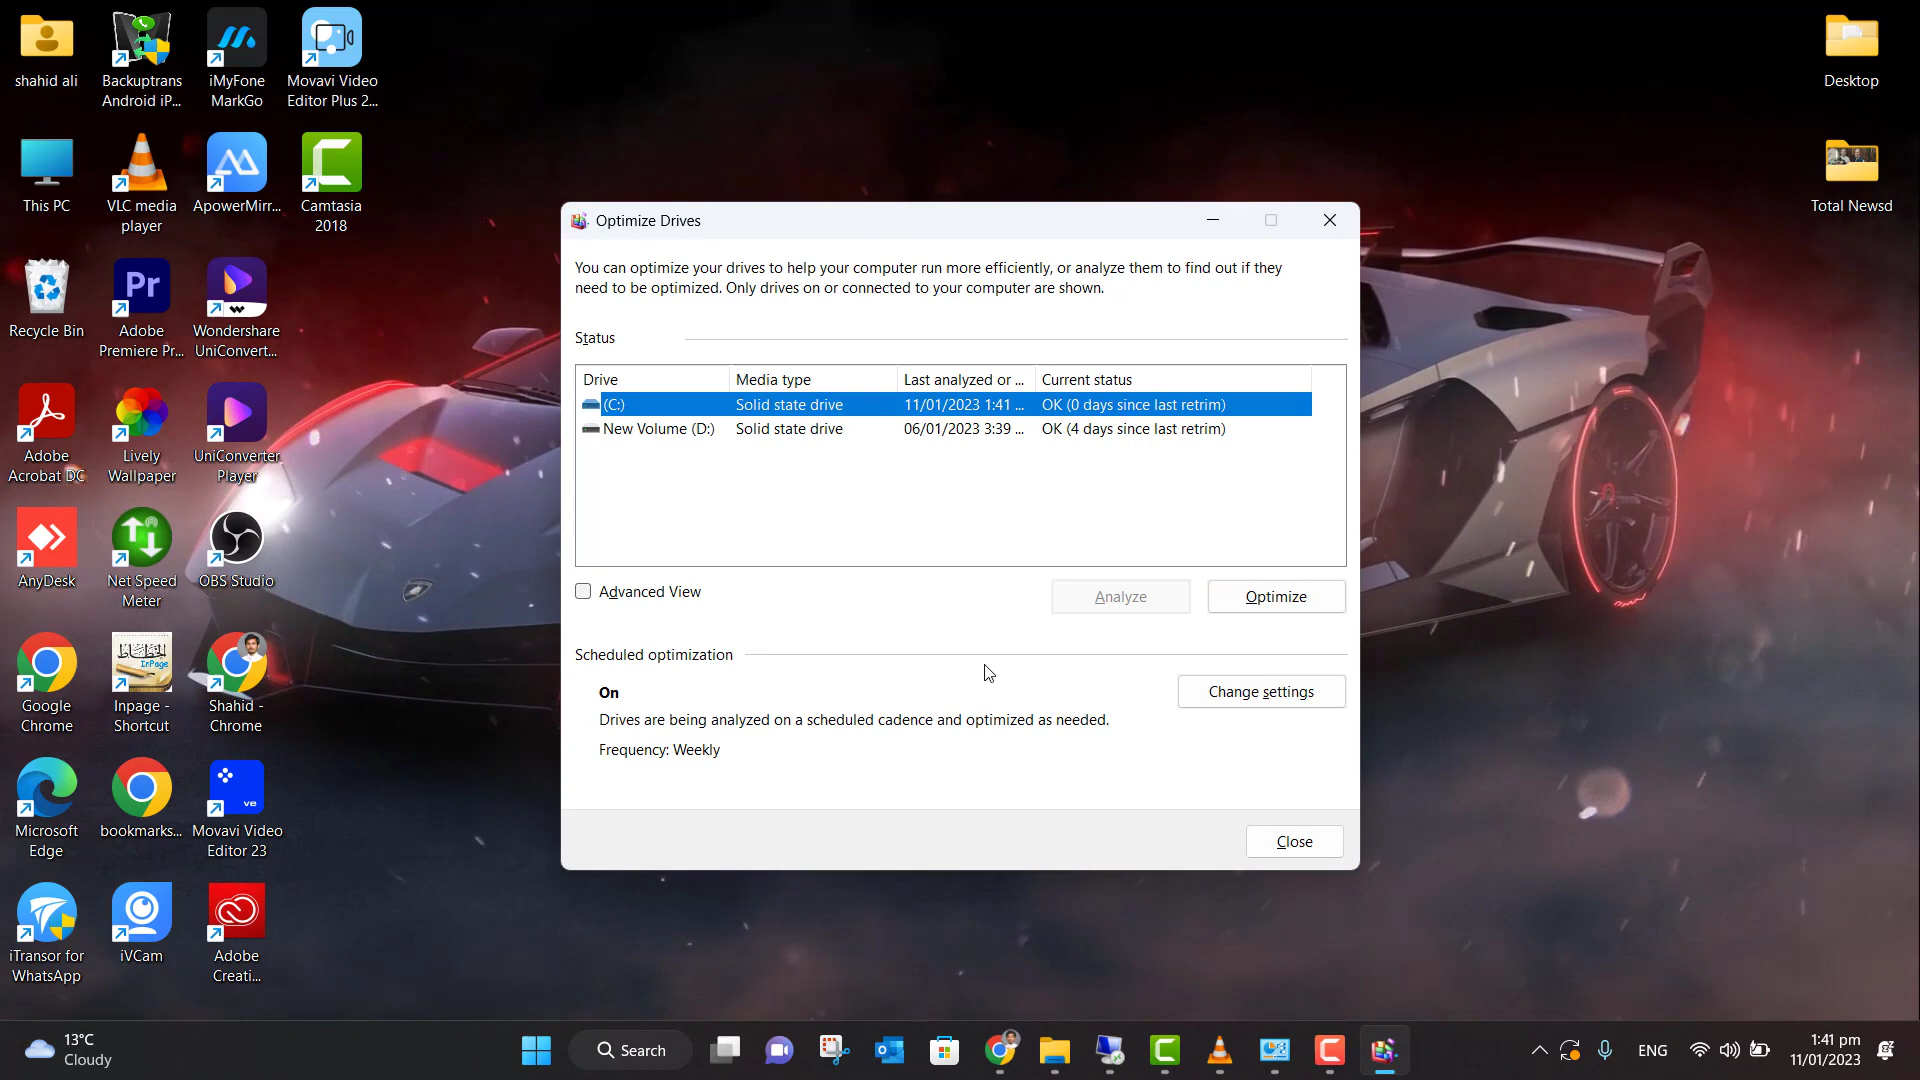 shahid ali
Backuptrans
Android iP...
iMyFone
MarkGo
Movavi Video
Editor Plus 2...
This PC
VLC media
player
ApowerMirr...
Camtasia
2018
Recycle Bin
Pr
Adobe
Premiere Pr...
Wondershare
UniConvert...
Adobe
Acrobat DC
Lively
Wallpaper
UniConverter
Player
AnyDesk
Net Speed
Meter
OBS Studio
Google
Chrome
InPage
Inpage -
Shortcut
Shahid -
Chrome
Microsoft
Edge
bookmarks...
ve
Movavi Video
Editor 23
iTransor for
WhatsApp
iVCam
Adobe
Creati...
Desktop
Total Newsd
Optimize Drives
You can optimize your drives to help your computer run more efficiently, or analyze them to find out if they
need to be optimized. Only drives on or connected to your computer are shown.
Status
Drive Media type Last analyzed or ... Current status
(C:) Solid state drive 11/01/2023 1:41 ... OK (0 days since last retrim)
New Volume (D:) Solid state drive 06/01/2023 3:39 ... OK (4 days since last retrim)
Advanced View
Analyze
Optimize
Scheduled optimization
On
Change settings
Drives are being analyzed on a scheduled cadence and optimized as needed.
Frequency: Weekly
Close
13°C
Cloudy
Search
ENG
1:41 pm
11/01/2023